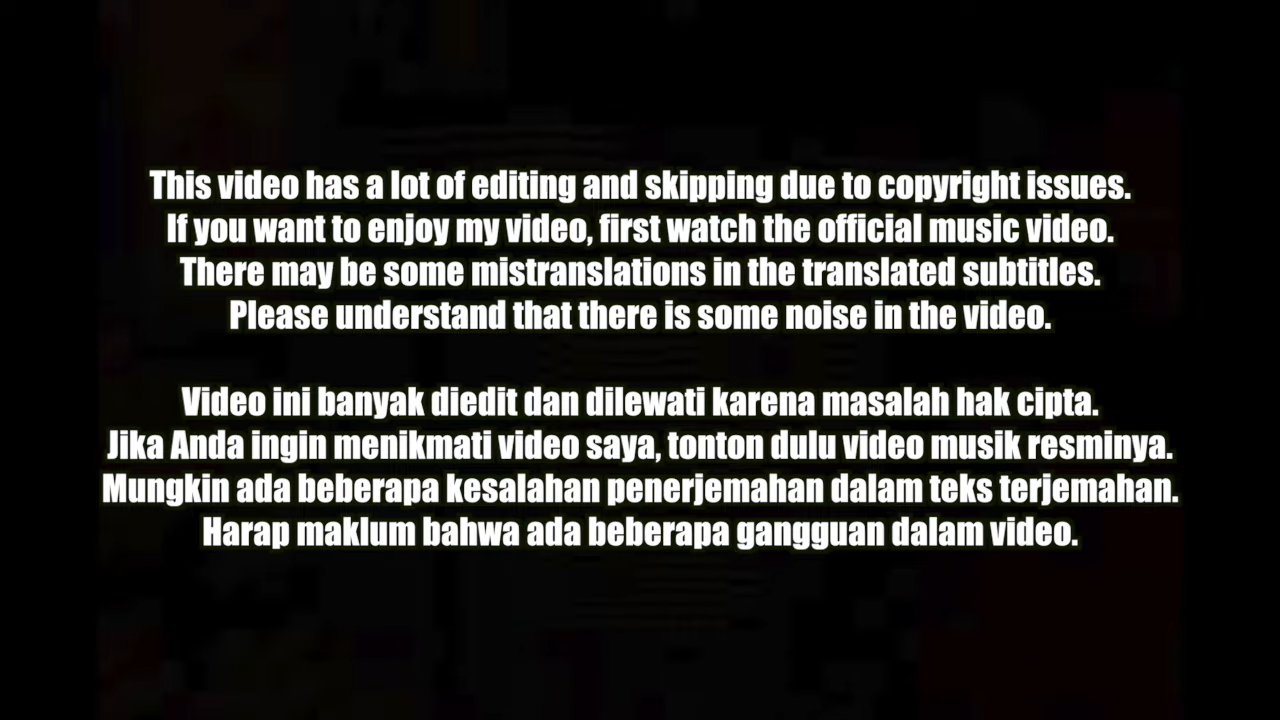 This video has a lot of editing and skipping due to copyright issues.
If you want to enjoy my video, first watch the official music video.
There may be some mistranslations in the translated subtitles.
Please understand that there is some noise in the video.
Video ini banyak diedit dan dilewati karena masalah hak cipta.
Jika Anda ingin menikmati video saya, tonton dulu video musik resminya.
Mungkin ada beberapa kesalahan penerjemahan dalam teks terjemahan.
Harap maklum bahwa ada beberapa gangguan dalam video.